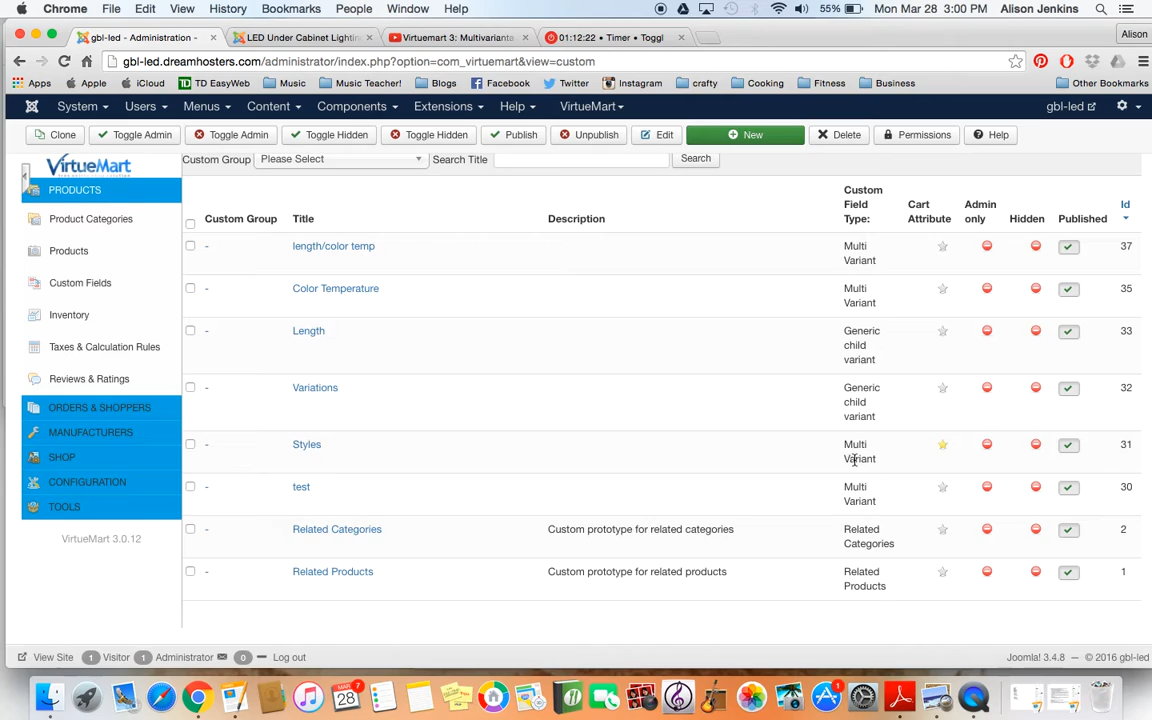 Chrome File Edit View History Bookmarks People Window Help 55% Mon Mar 28 3:00 PM Alison Jenkins
gbl-led - Administration - LED Under Cabinet Lightin Virtuemart 3: Multivarianta 01:12:22 • Timer • Toggl Alison
gbl-led.dreamhosters.com/administrator/index.php?option=com_virtuemart&view=custom
Apps Apple iCloud TD EasyWeb Music Music Teacher! Blogs Facebook Twitter Instagram crafty Cooking Fitness Business Other Bookmarks
System Users Menus Content Components Extensions Help VirtueMart gbl-led
Clone Toggle Admin Toggle Admin Toggle Hidden Toggle Hidden Publish Unpublish Edit New Delete Permissions Help
VIRTUEMART
Custom Group Please Select Search Title Search
PRODUCTS
Product Categories
Products
Custom Fields
Inventory
Taxes & Calculation Rules
Reviews & Ratings
ORDERS & SHOPPERS
MANUFACTURERS
SHOP
CONFIGURATION
TOOLS
VirtueMart 3.0.12
Custom Group Title Description Custom Field Type: Cart Attribute Admin only Hidden Published Id
- length/color temp Multi Variant 37
- Color Temperature Multi Variant 35
- Length Generic child variant 33
- Variations Generic child variant 32
- Styles Multi Variant 31
- test Multi Variant 30
- Related Categories Custom prototype for related categories Related Categories 2
- Related Products Custom prototype for related products Related Products 1
View Site 1 Visitor 1 Administrator 0 Log out Joomla! 3.4.8 — © 2016 gbl-led
MAR 28 7 1